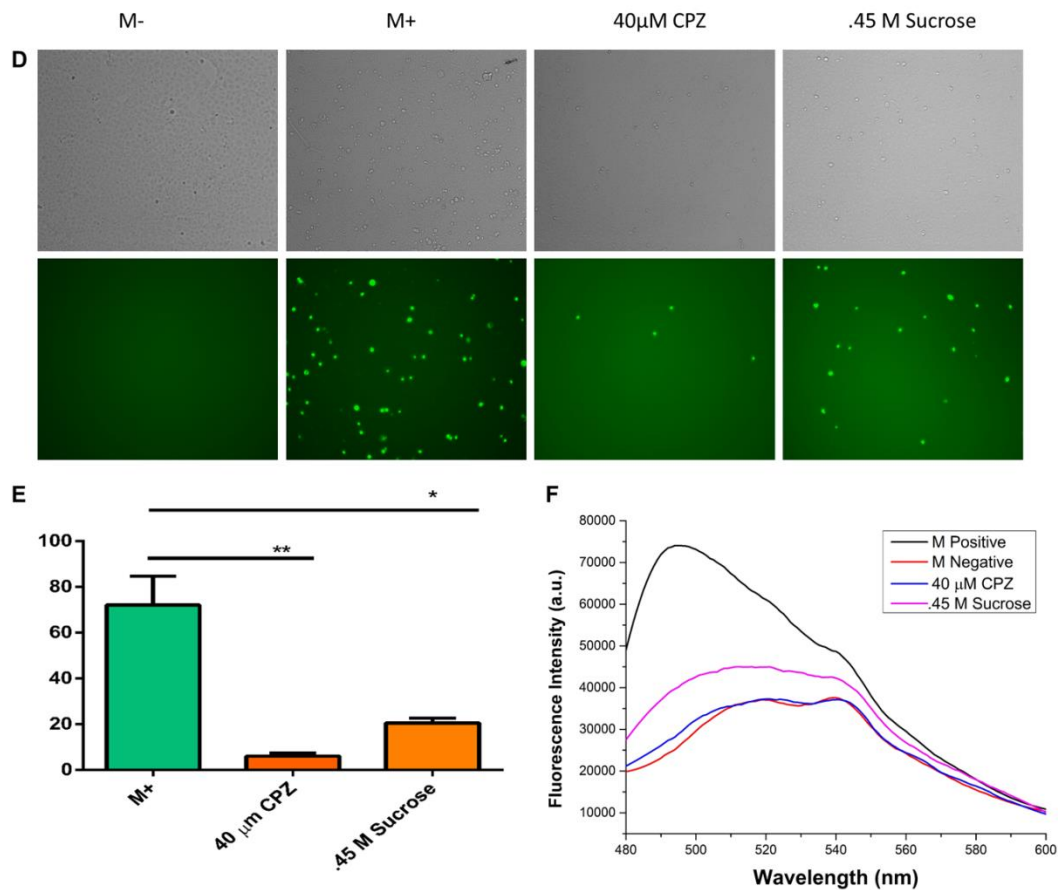 M-
M+
40μM CPZ
.45 M Sucrose
D
E
*
**
100
80
60
40
20
0
M+
40 μm CPZ
.45 M Sucrose
F
Fluorescence Intensity (a.u.)
80000
70000
60000
50000
40000
30000
20000
10000
M Positive
M Negative
40 μM CPZ
.45 M Sucrose
480 500 520 540 560 580 600
Wavelength (nm)